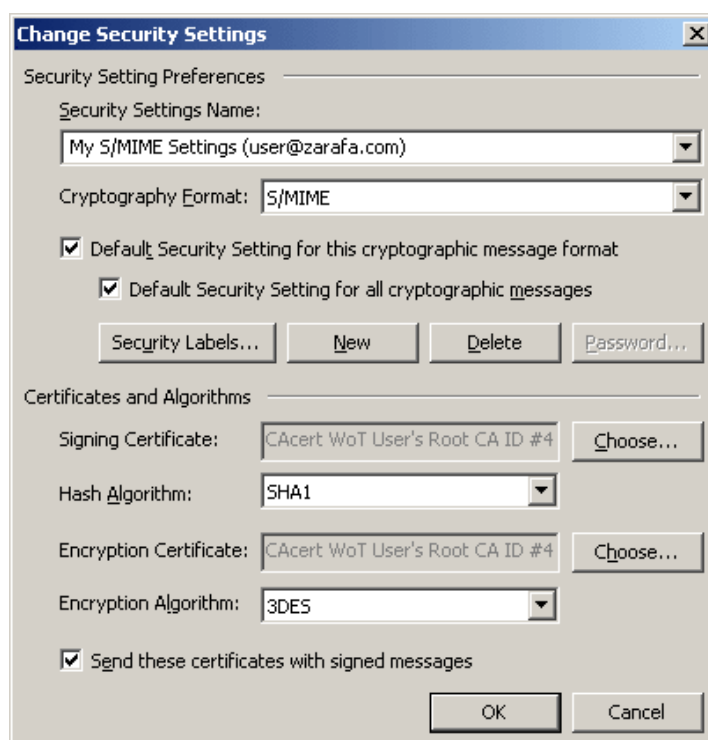 Change Security Settings
Security Setting Preferences
Security Settings Name:
My S/MIME Settings (user@zarafa.com)
Cryptography Format: S/MIME
Default Security Setting for this cryptographic message format
Default Security Setting for all cryptographic messages
Security Labels... New Delete Password...
Certificates and Algorithms
Signing Certificate: CAcert WoT User's Root CA ID #4 Choose...
Hash Algorithm: SHA1
Encryption Certificate: CAcert WoT User's Root CA ID #4 Choose...
Encryption Algorithm: 3DES
Send these certificates with signed messages
OK Cancel